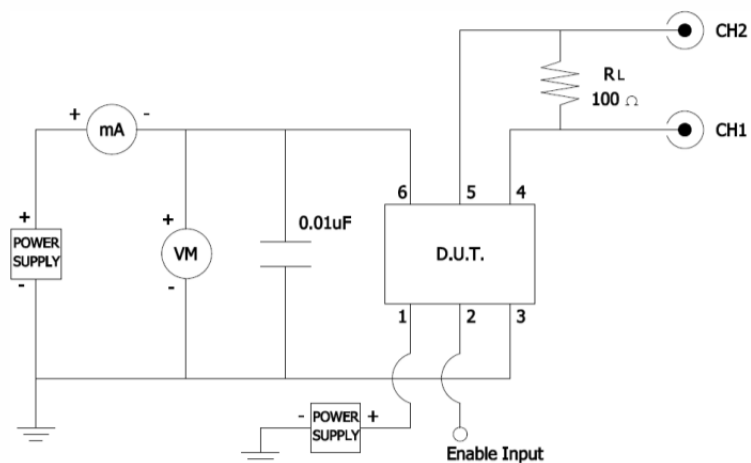 CH2
RL
100 Ω
CH1
+ mA -
6 5 4
+
POWER
SUPPLY
-
+
VM
-
0.01uF
D.U.T.
1 2 3
- POWER
SUPPLY +
Enable Input